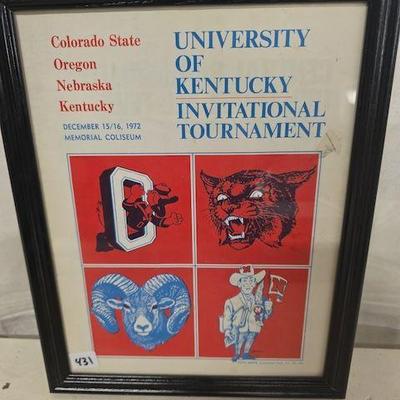 Colorado State
Oregon
Nebraska
Kentucky
DECEMBER 15/16, 1972
MEMORIAL COLISEUM
UNIVERSITY
OF
KENTUCKY
INVITATIONAL
TOURNAMENT
O
N
431